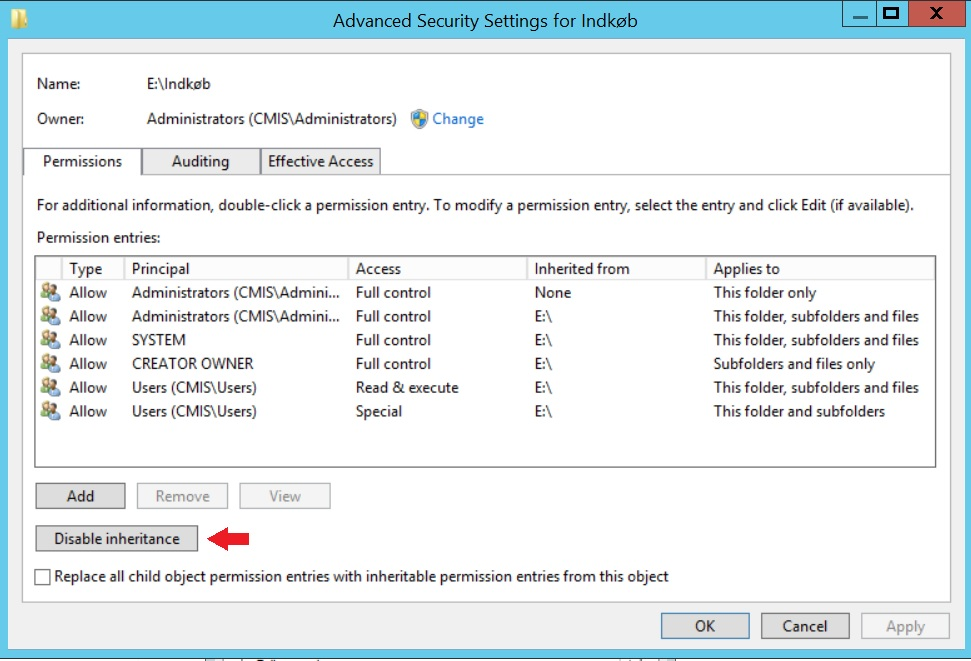 Advanced Security Settings for Indkøb
Name: E:\Indkøb
Owner: Administrators (CMIS\Administrators) Change
Permissions Auditing Effective Access
For additional information, double-click a permission entry. To modify a permission entry, select the entry and click Edit (if available).
Permission entries:
Type Principal Access Inherited from Applies to
Allow Administrators (CMIS\Admini... Full control None This folder only
Allow Administrators (CMIS\Admini... Full control E:\ This folder, subfolders and files
Allow SYSTEM Full control E:\ This folder, subfolders and files
Allow CREATOR OWNER Full control E:\ Subfolders and files only
Allow Users (CMIS\Users) Read & execute E:\ This folder, subfolders and files
Allow Users (CMIS\Users) Special E:\ This folder and subfolders
Add Remove View
Disable inheritance
Replace all child object permission entries with inheritable permission entries from this object
OK Cancel Apply